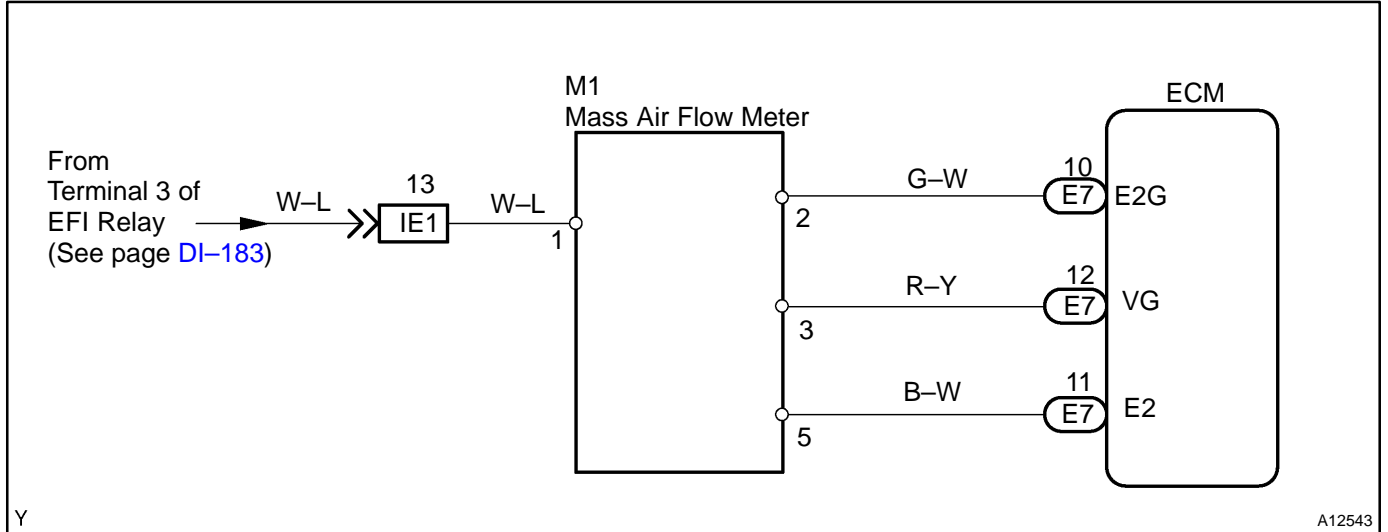 M1
Mass Air Flow Meter
ECM
From
Terminal 3 of
EFI Relay
(See page DI–183)
W–L
13
IE1
W–L
1
2
G–W
10
E7
E2G
3
R–Y
12
E7
VG
5
B–W
11
E7
E2
Y
A12543